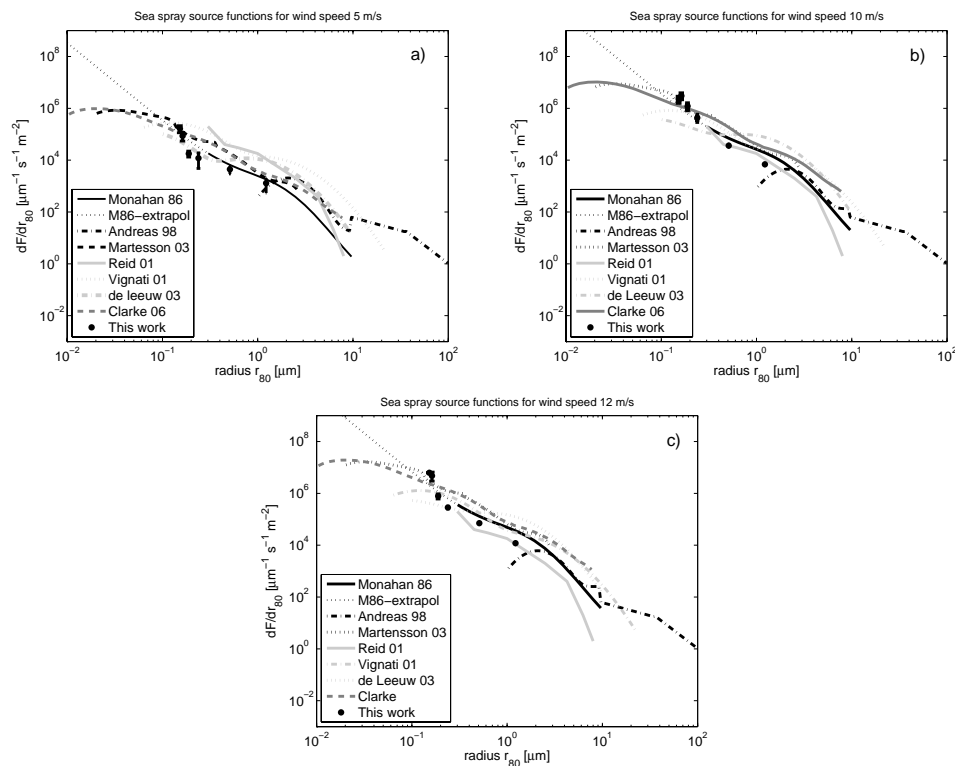 Sea spray source functions for wind speed 5 m/s
a)
10^8
10^6
10^4
10^2
10^0
10^−2
dF/dr_80 [µm^−1 s^−1 m^−2]
Monahan 86
M86−extrapol
Andreas 98
Martesson 03
Reid 01
Vignati 01
de leeuw 03
Clarke 06
This work
10^−2 10^−1 10^0 10^1 10^2
radius r_80 [µm]
Sea spray source functions for wind speed 10 m/s
b)
10^8
10^6
10^4
10^2
10^0
10^−2
dF/dr_80 [µm^−1 s^−1 m^−2]
Monahan 86
M86−extrapol
Andreas 98
Martesson 03
Reid 01
Vignati 01
de Leeuw 03
Clarke 06
This work
10^−2 10^−1 10^0 10^1 10^2
radius r_80 [µm]
Sea spray source functions for wind speed 12 m/s
c)
10^8
10^6
10^4
10^2
10^0
10^−2
dF/dr_80 [µm^−1 s^−1 m^−2]
Monahan 86
M86−extrapol
Andreas 98
Martensson 03
Reid 01
Vignati 01
de Leeuw 03
Clarke
This work
10^−2 10^−1 10^0 10^1 10^2
radius r_80 [µm]